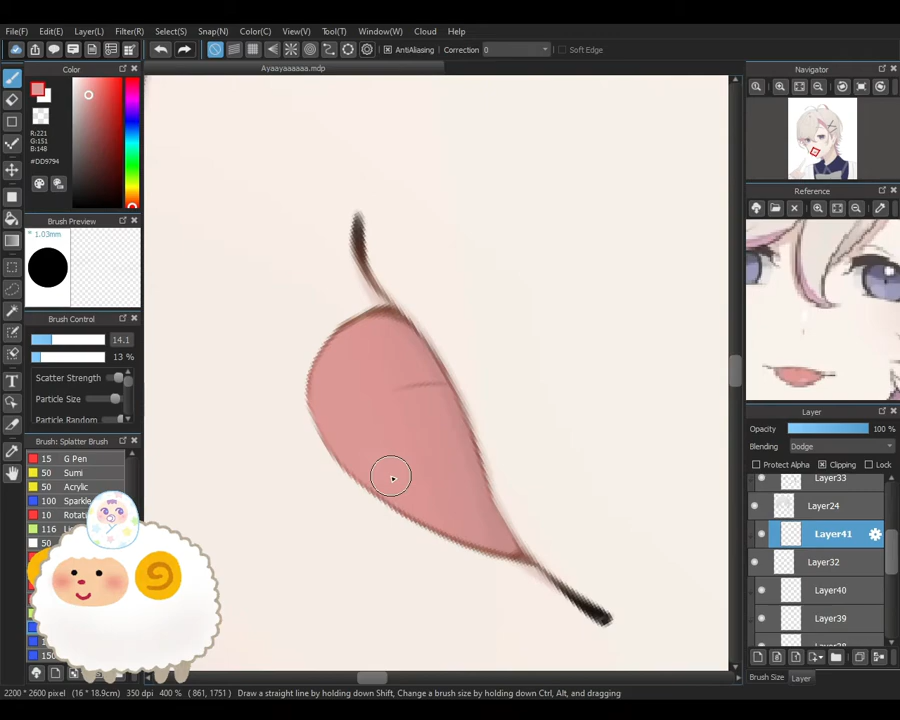 File(F) Edit(E) Layer(L) Filter(R) Select(S) Snap(N) Color(C) View(V) Tool(T) Window(W) Cloud Help
AntiAliasing Correction 0 Soft Edge
Color
Ayaayaaaaaa.mdp
Navigator
R:221
G:151
B:148
#DD9794
Brush Preview
* 1.03mm
Reference
Brush Control
14.1
13 %
Scatter Strength
Particle Size
Particle Random
Brush: Splatter Brush
15 G Pen
50 Sumi
50 Acrylic
100 Sparkle
10 Rotati
116
50
150
Layer
Opacity 100 %
Blending Dodge
Protect Alpha Clipping Lock
Layer33
Layer24
Layer41
Layer32
Layer40
Layer39
Brush Size Layer
2200 * 2600 pixel (16 * 18.9cm) 350 dpi 400 % ( 861, 1751 ) Draw a straight line by holding down Shift, Change a brush size by holding down Ctrl, Alt, and dragging